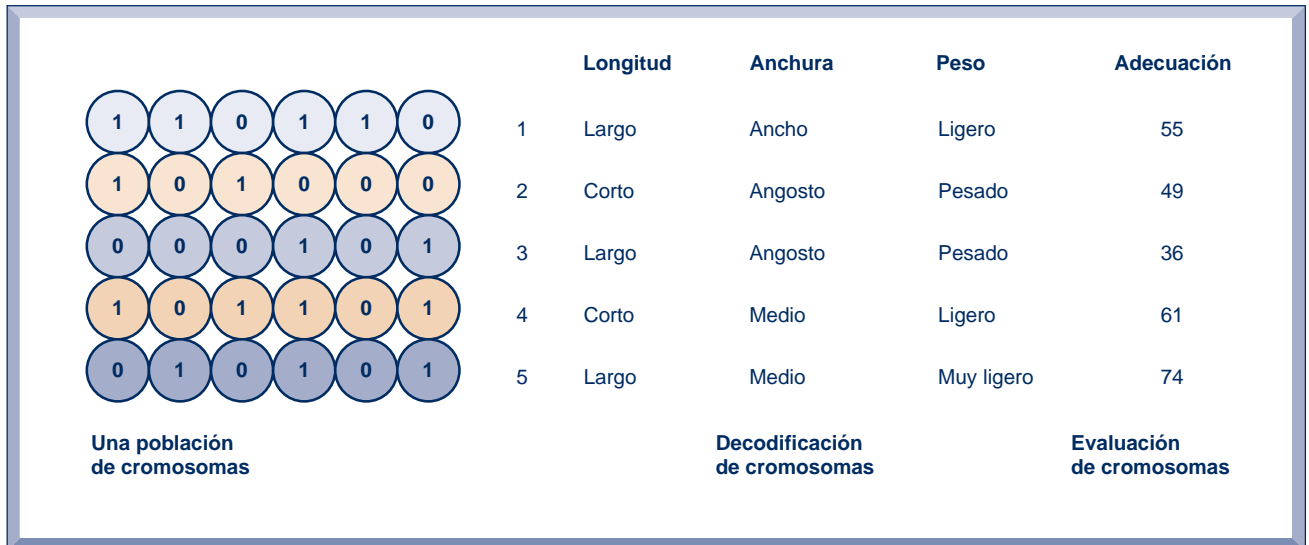 Longitud Anchura Peso Adecuación
1 1 0 1 1 0 1 Largo Ancho Ligero 55
1 0 1 0 0 0 2 Corto Angosto Pesado 49
0 0 0 1 0 1 3 Largo Angosto Pesado 36
1 0 1 1 0 1 4 Corto Medio Ligero 61
0 1 0 1 0 1 5 Largo Medio Muy ligero 74
Una población
de cromosomas
Decodificación
de cromosomas
Evaluación
de cromosomas